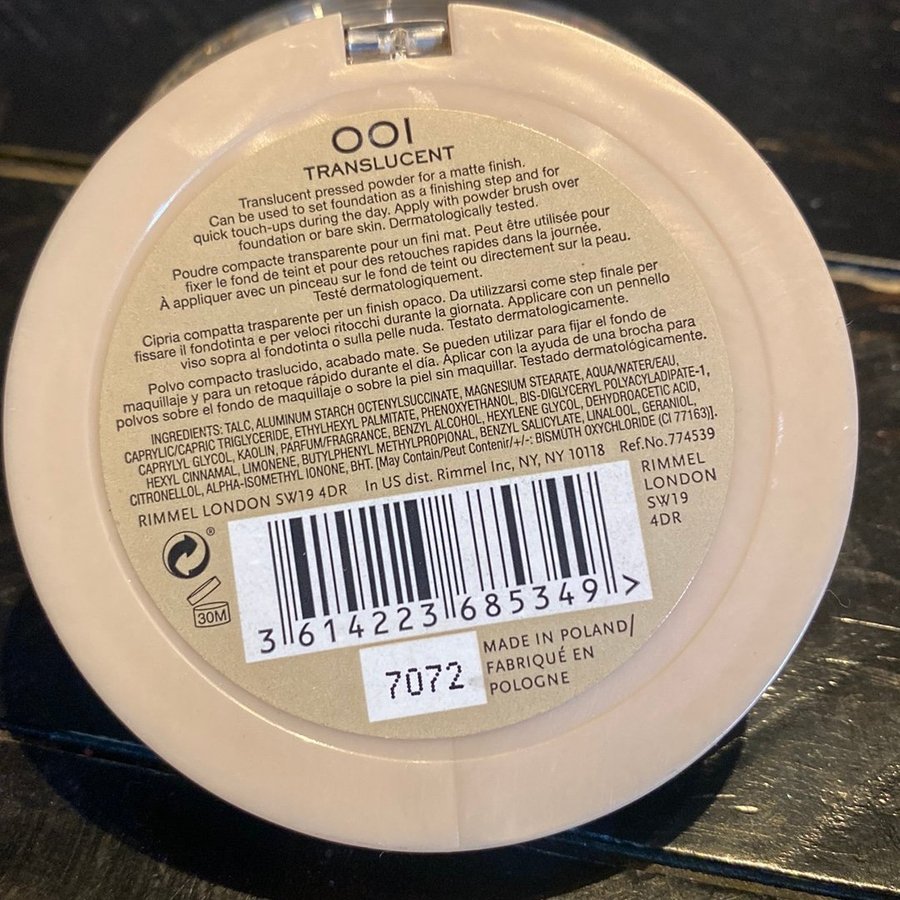 001
TRANSLUCENT
Translucent pressed powder for a matte finish.
Can be used to set foundation as a finishing step and for
quick touch-ups during the day. Apply with powder brush over
foundation or bare skin. Dermatologically tested.
Poudre compacte transparente pour un fini mat. Peut être utilisée pour
fixer le fond de teint et pour des retouches rapides dans la journée.
À appliquer avec un pinceau sur le fond de teint ou directement sur la peau.
Testé dermatologiquement.
Cipria compatta trasparente per un finish opaco. Da utilizzarsi come step finale per
fissare il fondotinta e per veloci ritocchi durante la giornata. Applicare con un pennello
viso sopra al fondotinta o sulla pelle nuda. Testato dermatologicamente.
Polvo compacto traslucido, acabado mate. Se pueden utilizar para fijar el fondo de
maquillaje y para un retoque rápido durante el día. Aplicar con la ayuda de una brocha para
polvos sobre el fondo de maquillaje o sobre la piel sin maquillar. Testado dermatológicamente.
INGREDIENTS: TALC, ALUMINUM STARCH OCTENYLSUCCINATE, MAGNESIUM STEARATE, AQUA/WATER/EAU,
CAPRYLIC/CAPRIC TRIGLYCERIDE, ETHYLHEXYL PALMITATE, PHENOXYETHANOL, BIS-DIGLYCERYL POLYACYLADIPATE-1,
CAPRYLYL GLYCOL, KAOLIN, PARFUM/FRAGRANCE, BENZYL ALCOHOL, HEXYLENE GLYCOL, DEHYDROACETIC ACID,
HEXYL CINNAMAL, LIMONENE, BUTYLPHENYL METHYLPROPIONAL, BENZYL SALICYLATE, LINALOOL, GERANIOL,
CITRONELLOL, ALPHA-ISOMETHYL IONONE, BHT. [May Contain/Peut Contenir/+/-: BISMUTH OXYCHLORIDE (CI 77163)].
RIMMEL LONDON SW19 4DR In US dist. Rimmel Inc, NY, NY 10118 Ref.No.774539
RIMMEL
LONDON
SW19
4DR
®
30M
3 614223 685349 >
7072
MADE IN POLAND/
FABRIQUÉ EN
POLOGNE